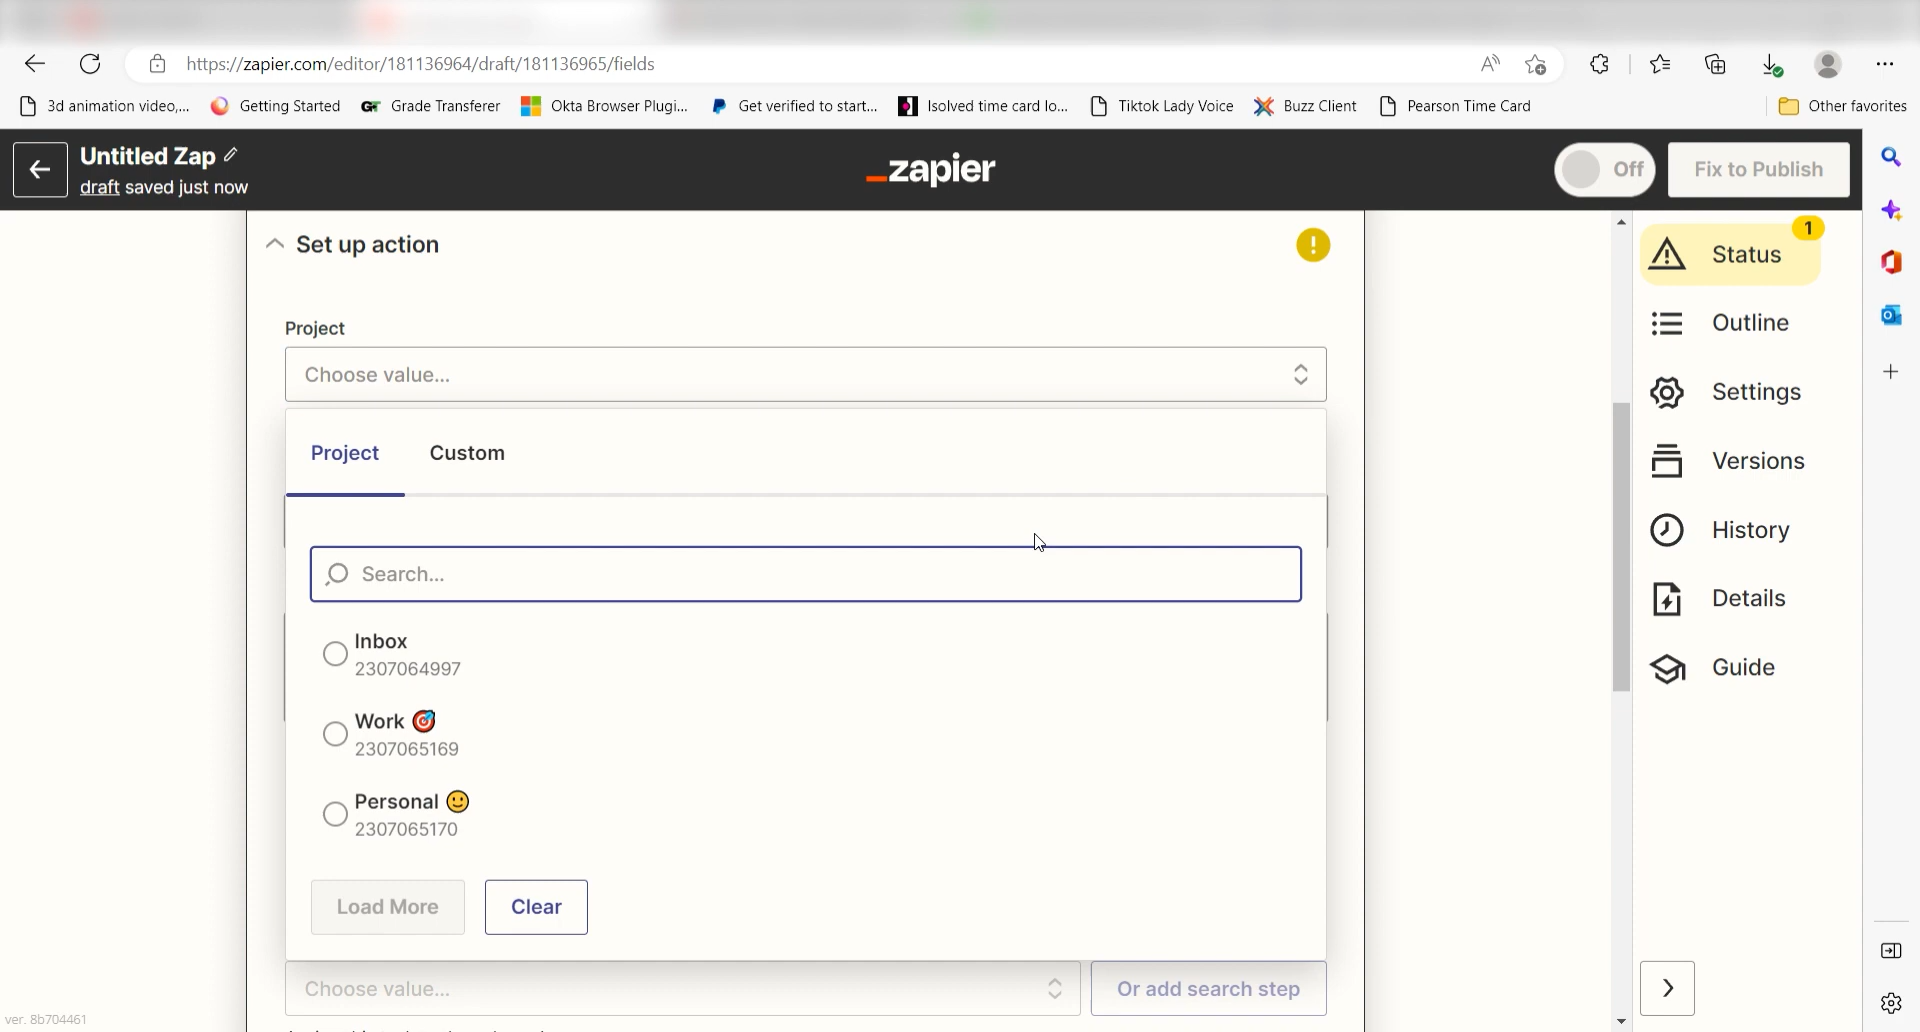 https://zapier.com/editor/181136964/draft/181136965/fields
3d animation video,...
Getting Started
GT
Grade Transferer
Okta Browser Plugi...
Get verified to start...
Isolved time card lo...
Tiktok Lady Voice
Buzz Client
Pearson Time Card
Other favorites
Untitled Zap
draft saved just now
_zapier
Off
Fix to Publish
Set up action
!
1
Status
Outline
Settings
Versions
History
Details
Guide
Project
Choose value...
Project
Custom
Search...
Inbox
2307064997
Work
2307065169
Personal
2307065170
Load More
Clear
Choose value...
Or add search step
ver. 8b704461